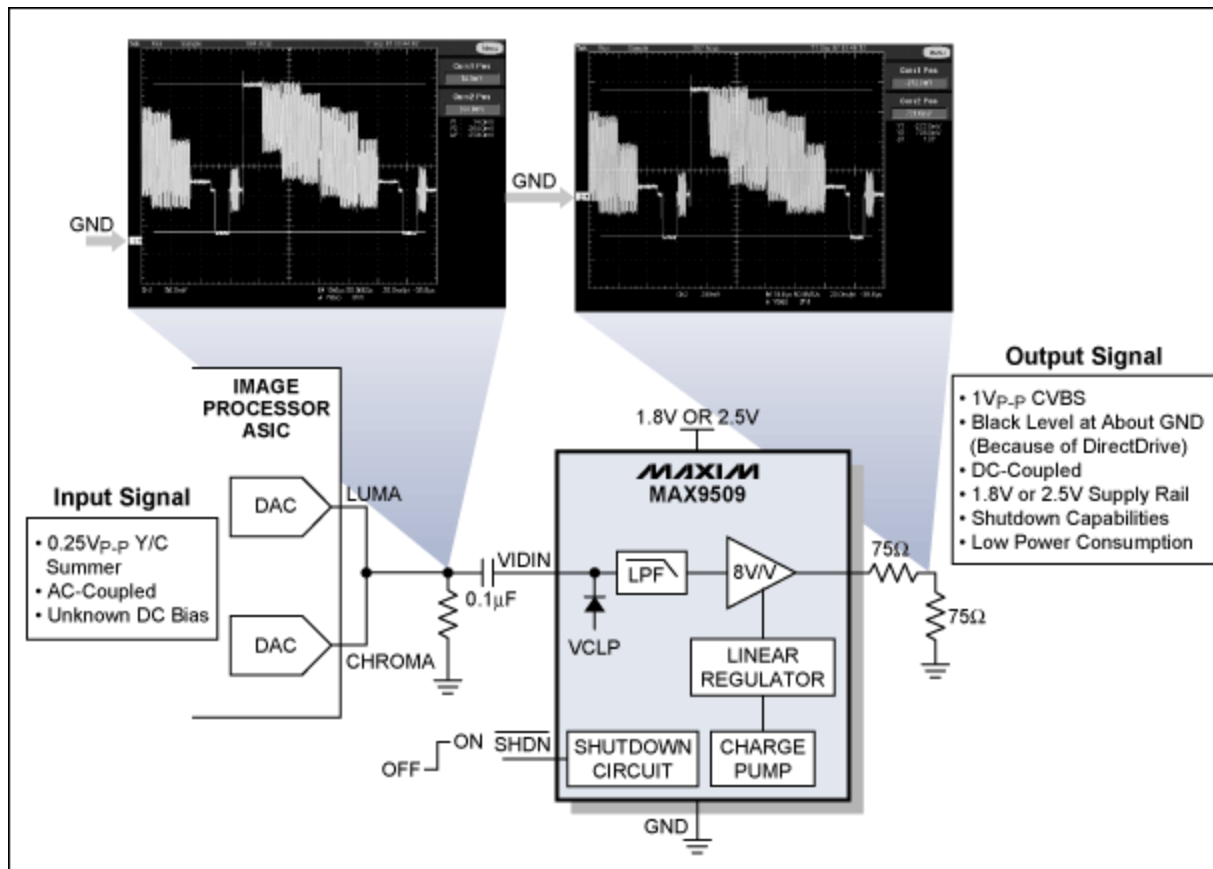 GND
GND
IMAGE
PROCESSOR
ASIC
DAC
LUMA
DAC
CHROMA
Input Signal
• 0.25VP-P Y/C
Summer
• AC-Coupled
• Unknown DC Bias
0.1µF
VIDIN
1.8V OR 2.5V
MAXIM
MAX9509
LPF
8V/V
VCLP
LINEAR
REGULATOR
CHARGE
PUMP
SHUTDOWN
CIRCUIT
SHDN
ON
OFF
GND
75Ω
75Ω
Output Signal
• 1VP-P CVBS
• Black Level at About GND
(Because of DirectDrive)
• DC-Coupled
• 1.8V or 2.5V Supply Rail
• Shutdown Capabilities
• Low Power Consumption